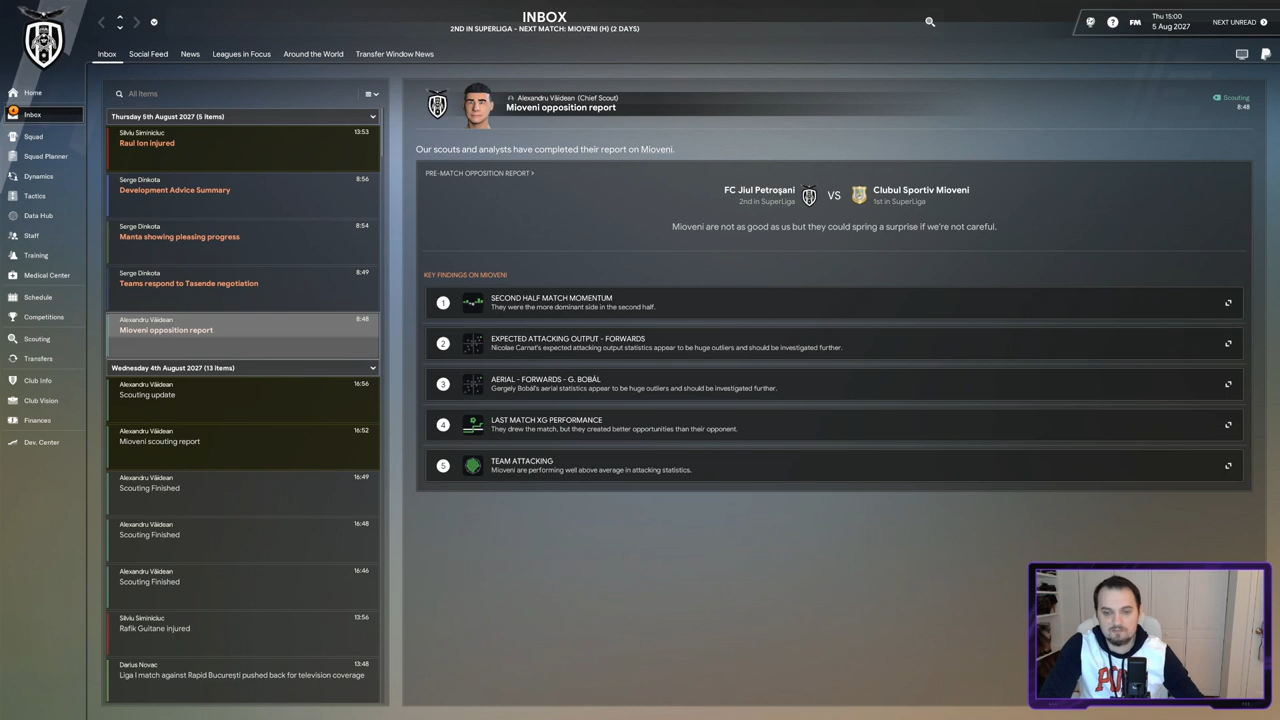 INBOX
2ND IN SUPERLIGA - NEXT MATCH: MIOVENI (H) (2 DAYS)
FM
Thu 15:00
5 Aug 2027
NEXT UNREAD
Inbox
Social Feed
News
Leagues in Focus
Around the World
Transfer Window News
Home
Inbox
Squad
Squad Planner
Dynamics
Tactics
Data Hub
Staff
Training
Medical Center
Schedule
Competitions
Scouting
Transfers
Club Info
Club Vision
Finances
Dev. Center
All Items
Thursday 5th August 2027 (5 items)
Silviu Siminiciuc 13:53
Raul Ion injured
Serge Dinkota 8:56
Development Advice Summary
Serge Dinkota 8:54
Manta showing pleasing progress
Serge Dinkota 8:49
Teams respond to Tasende negotiation
Alexandru Văidean 8:48
Mioveni opposition report
Wednesday 4th August 2027 (13 items)
Alexandru Văidean 16:56
Scouting update
Alexandru Văidean 16:52
Mioveni scouting report
Alexandru Văidean 16:49
Scouting Finished
Alexandru Văidean 16:48
Scouting Finished
Alexandru Văidean 16:46
Scouting Finished
Silviu Siminiciuc 13:56
Rafik Guitane injured
Darius Novac 13:48
Liga I match against Rapid București pushed back for television coverage
Alexandru Văidean (Chief Scout)
Mioveni opposition report
Scouting
8:48
Our scouts and analysts have completed their report on Mioveni.
PRE-MATCH OPPOSITION REPORT >
FC Jiul Petroșani VS Clubul Sportiv Mioveni
2nd in SuperLiga 1st in SuperLiga
Mioveni are not as good as us but they could spring a surprise if we're not careful.
KEY FINDINGS ON MIOVENI
1 SECOND HALF MATCH MOMENTUM
They were the more dominant side in the second half.
2 EXPECTED ATTACKING OUTPUT - FORWARDS
Nicolae Carnat's expected attacking output statistics appear to be huge outliers and should be investigated further.
3 AERIAL - FORWARDS - G. BOBÁL
Gergely Bobál's aerial statistics appear to be huge outliers and should be investigated further.
4 LAST MATCH XG PERFORMANCE
They drew the match, but they created better opportunities than their opponent.
5 TEAM ATTACKING
Mioveni are performing well above average in attacking statistics.